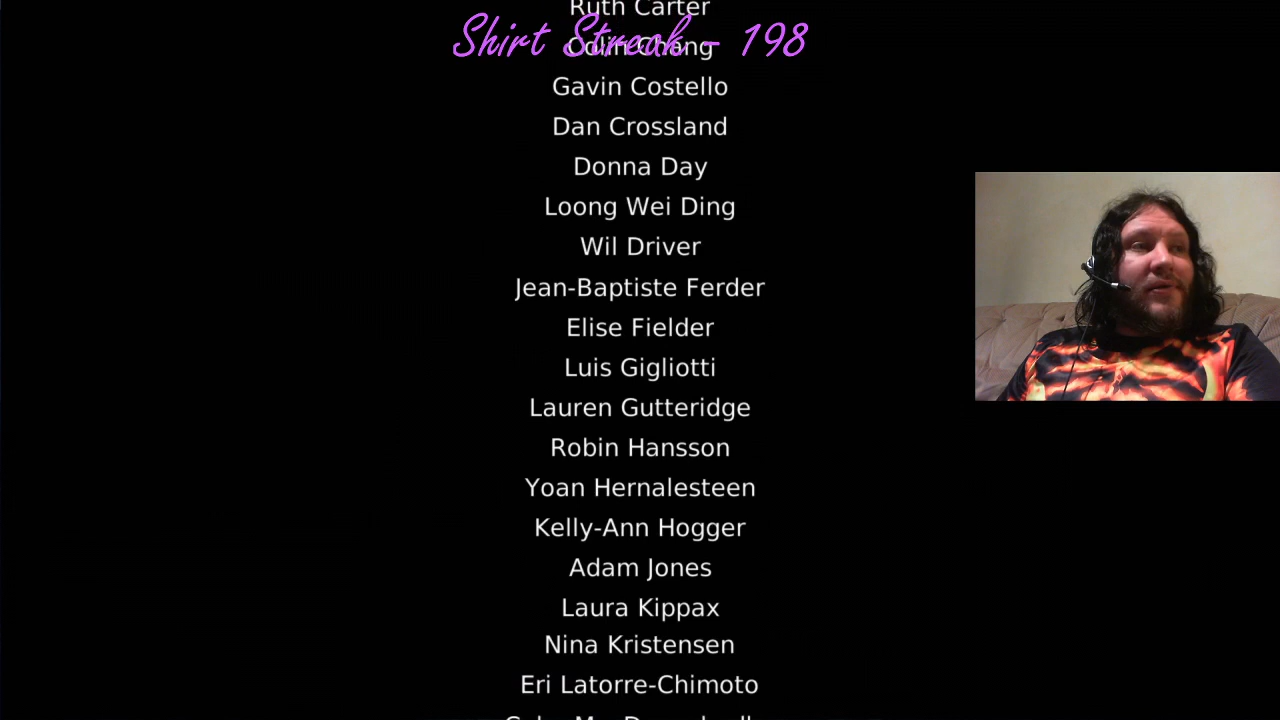 Ruth Carter
Shirt Streak - 198
Colin Chang
Gavin Costello
Dan Crossland
Donna Day
Loong Wei Ding
Wil Driver
Jean-Baptiste Ferder
Elise Fielder
Luis Gigliotti
Lauren Gutteridge
Robin Hansson
Yoan Hernalesteen
Kelly-Ann Hogger
Adam Jones
Laura Kippax
Nina Kristensen
Eri Latorre-Chimoto